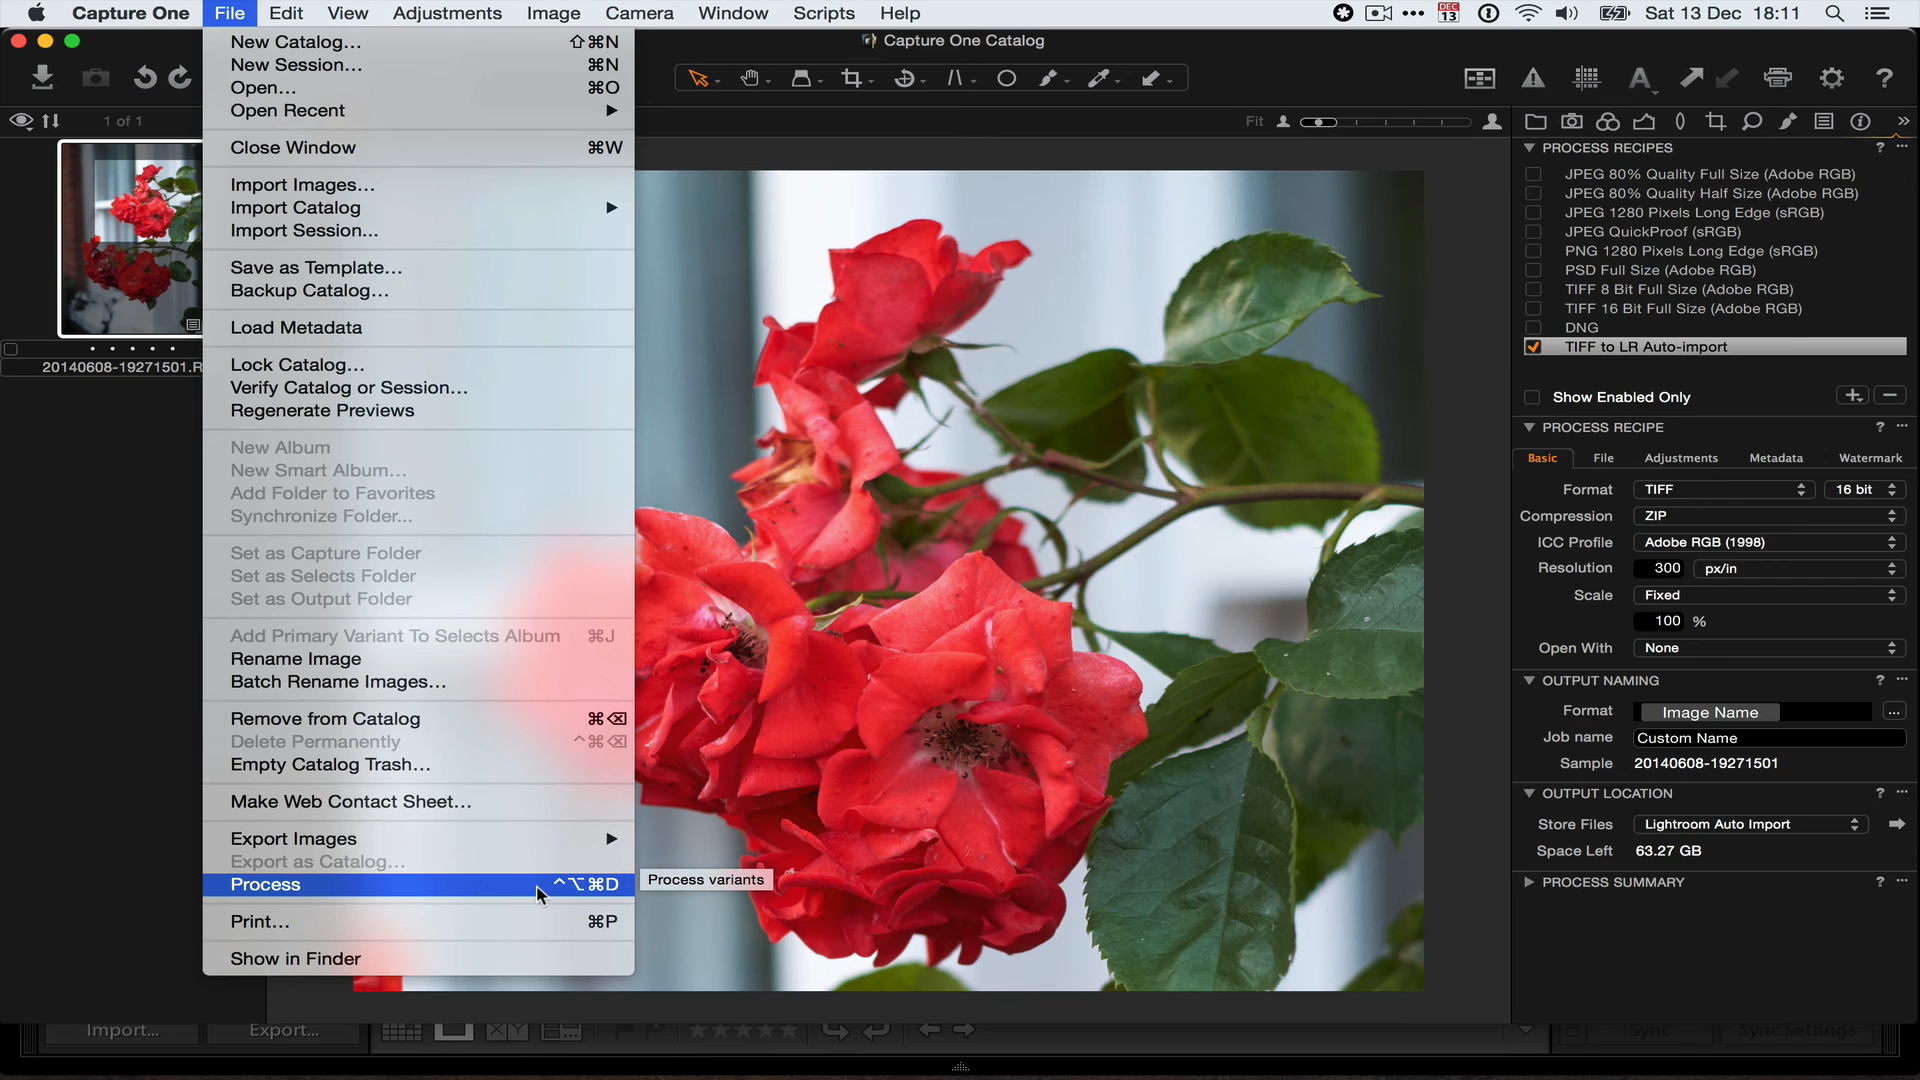 Capture One File Edit View Adjustments Image Camera Window Scripts Help DEC 13 Sat 13 Dec 18:11
Capture One Catalog
1 of 1
Fit
20140608-19271501.R
New Catalog... ⇧⌘N
New Session... ⌘N
Open... ⌘O
Open Recent
Close Window ⌘W
Import Images...
Import Catalog
Import Session...
Save as Template...
Backup Catalog...
Load Metadata
Lock Catalog...
Verify Catalog or Session...
Regenerate Previews
New Album
New Smart Album...
Add Folder to Favorites
Synchronize Folder...
Set as Capture Folder
Set as Selects Folder
Set as Output Folder
Add Primary Variant To Selects Album ⌘J
Rename Image
Batch Rename Images...
Remove from Catalog ⌘⌫
Delete Permanently ^⌘⌫
Empty Catalog Trash...
Make Web Contact Sheet...
Export Images
Export as Catalog...
Process ^⌥⌘D
Process variants
Print... ⌘P
Show in Finder
PROCESS RECIPES ? ...
JPEG 80% Quality Full Size (Adobe RGB)
JPEG 80% Quality Half Size (Adobe RGB)
JPEG 1280 Pixels Long Edge (sRGB)
JPEG QuickProof (sRGB)
PNG 1280 Pixels Long Edge (sRGB)
PSD Full Size (Adobe RGB)
TIFF 8 Bit Full Size (Adobe RGB)
TIFF 16 Bit Full Size (Adobe RGB)
DNG
TIFF to LR Auto-import
Show Enabled Only
PROCESS RECIPE ? ...
Basic File Adjustments Metadata Watermark
Format TIFF 16 bit
Compression ZIP
ICC Profile Adobe RGB (1998)
Resolution 300 px/in
Scale Fixed
100 %
Open With None
OUTPUT NAMING ? ...
Format Image Name ...
Job name Custom Name
Sample 20140608-19271501
OUTPUT LOCATION ? ...
Store Files Lightroom Auto Import
Space Left 63.27 GB
PROCESS SUMMARY ? ...
Import... Export... Sync Sync Settings